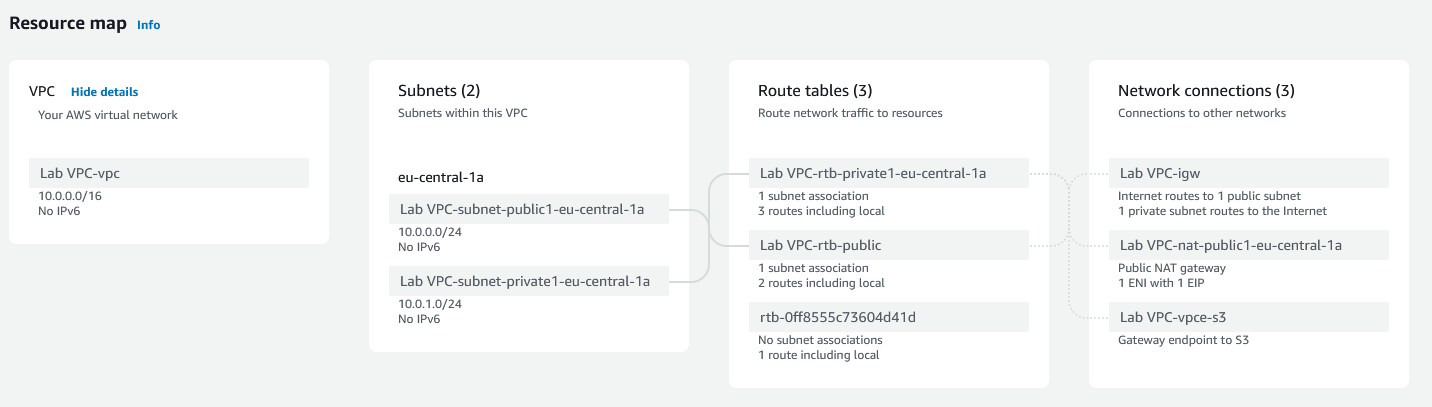 Resource map Info
VPC Hide details
Your AWS virtual network
Lab VPC-vpc
10.0.0.0/16
No IPv6
Subnets (2)
Subnets within this VPC
eu-central-1a
Lab VPC-subnet-public1-eu-central-1a
10.0.0.0/24
No IPv6
Lab VPC-subnet-private1-eu-central-1a
10.0.1.0/24
No IPv6
Route tables (3)
Route network traffic to resources
Lab VPC-rtb-private1-eu-central-1a
1 subnet association
3 routes including local
Lab VPC-rtb-public
1 subnet association
2 routes including local
rtb-0ff8555c73604d41d
No subnet associations
1 route including local
Network connections (3)
Connections to other networks
Lab VPC-igw
Internet routes to 1 public subnet
1 private subnet routes to the Internet
Lab VPC-nat-public1-eu-central-1a
Public NAT gateway
1 ENI with 1 EIP
Lab VPC-vpce-s3
Gateway endpoint to S3